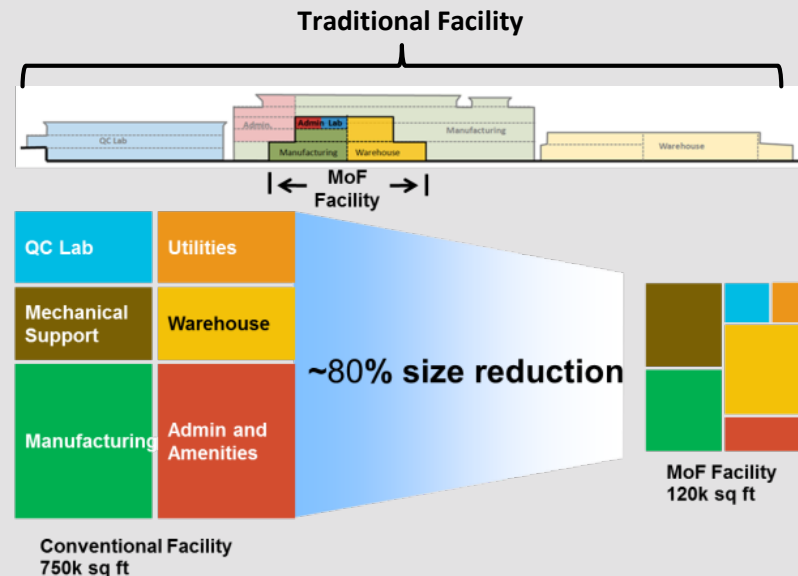 Traditional Facility
QC Lab
Admin.
Admin Lab
Manufacturing
Manufacturing
Warehouse
Warehouse
MoF
Facility
QC Lab
Utilities
Mechanical
Support
Warehouse
Manufacturing
Admin and
Amenities
~80% size reduction
MoF Facility
120k sq ft
Conventional Facility
750k sq ft